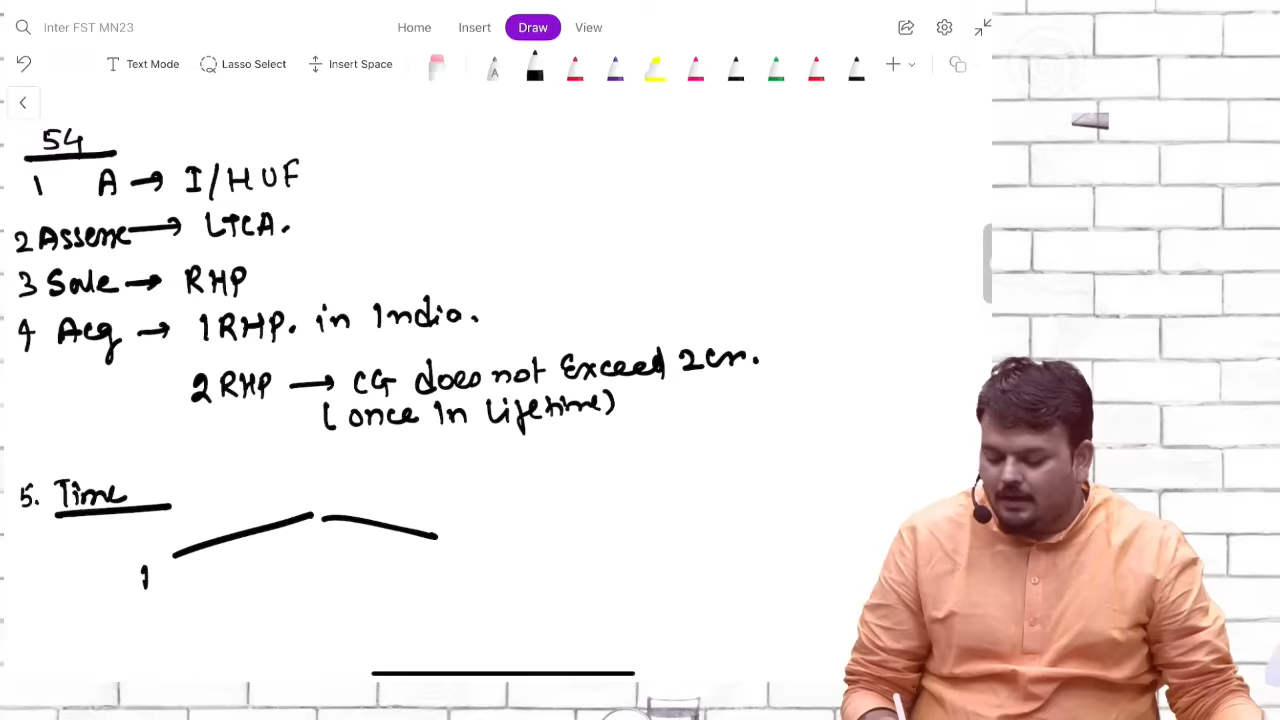 Inter FST MN23
Home Insert Draw View
Text Mode Lasso Select Insert Space
A
54
1 A → I/HUF
2 Assene → LTCA.
3 Sale → RHP
4 Acq → 1 RHP. in India.
2 RHP → CG does not Exceed 2cr.
(once In Lifetime)
5. Time
1